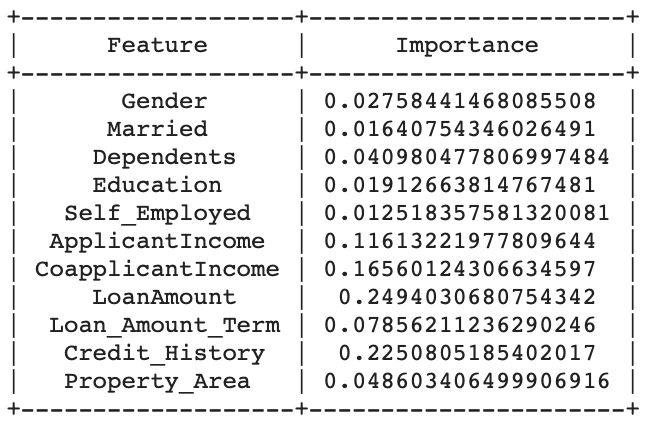 +--------------------+-----------------------+
| Feature | Importance |
+--------------------+-----------------------+
| Gender | 0.02758441468085508 |
| Married | 0.01640754346026491 |
| Dependents | 0.040980477806997484 |
| Education | 0.01912663814767481 |
| Self_Employed | 0.012518357581320081 |
| ApplicantIncome | 0.11613221977809644 |
| CoapplicantIncome | 0.16560124306634597 |
| LoanAmount | 0.2494030680754342 |
| Loan_Amount_Term | 0.07856211236290246 |
| Credit_History | 0.2250805185402017 |
| Property_Area | 0.048603406499906916 |
+--------------------+-----------------------+